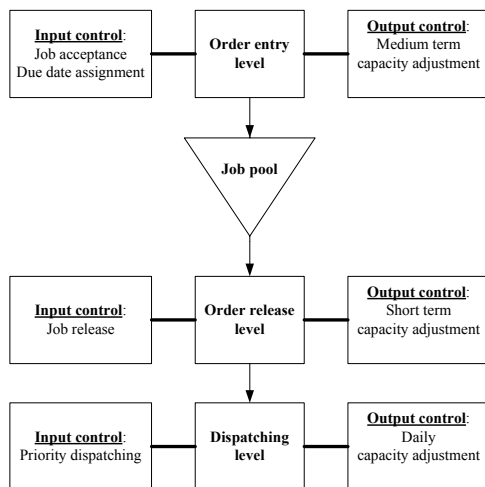 Input control:
Job acceptance
Due date assignment
Order entry
level
Output control:
Medium term
capacity adjustment
Job pool
Input control:
Job release
Order release
level
Output control:
Short term
capacity adjustment
Input control:
Priority dispatching
Dispatching
level
Output control:
Daily
capacity adjustment